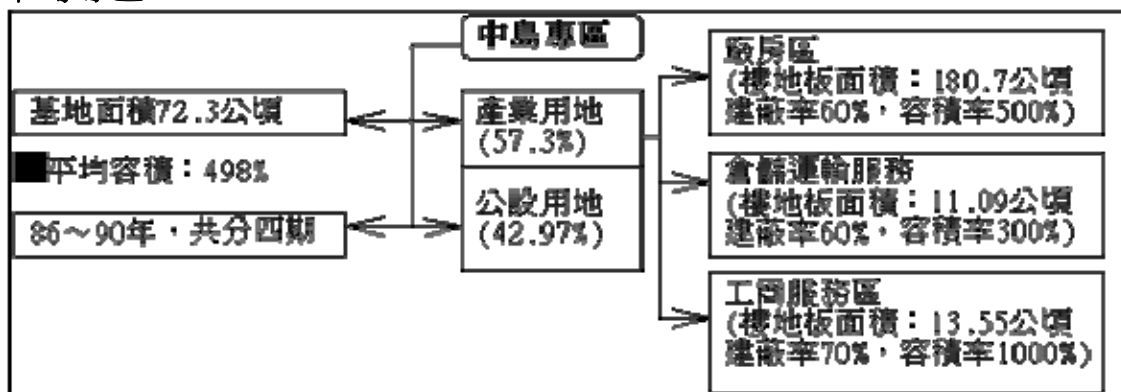 中島專區
基地面積72.3公頃
平均容積：498%
86～90年，共分四期
產業用地
(57.3%)
公設用地
(42.97%)
廠房區
(樓地板面積：180.7公頃
建蔽率60%，容積率500%)
倉儲運輸服務
(樓地板面積：11.09公頃
建蔽率60%，容積率300%)
工商服務區
(樓地板面積：13.55公頃
建蔽率70%，容積率1000%)